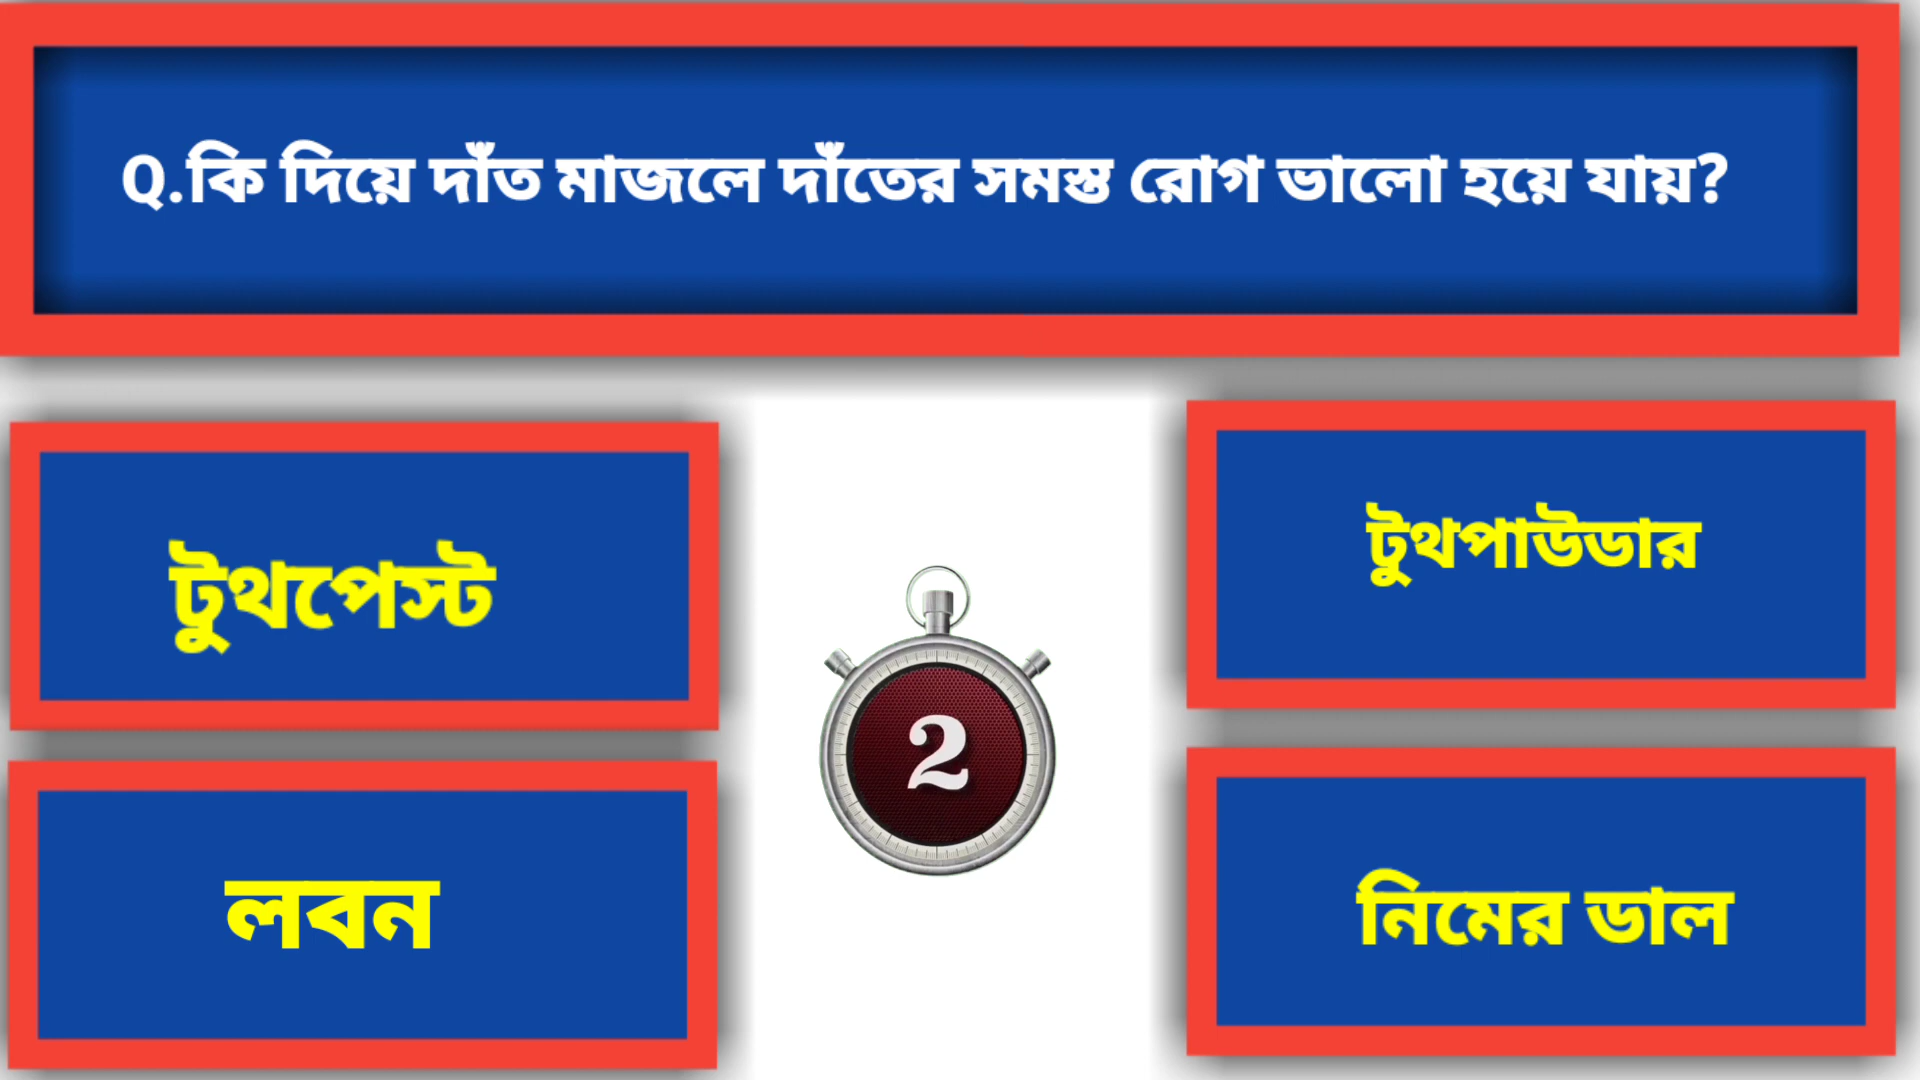 Q.কি দিয়ে দাঁত মাজলে দাঁতের সমস্ত রোগ ভালো হয়ে যায়?
টুথপেস্ট
টুথপাউডার
2
লবন
নিমের ডাল